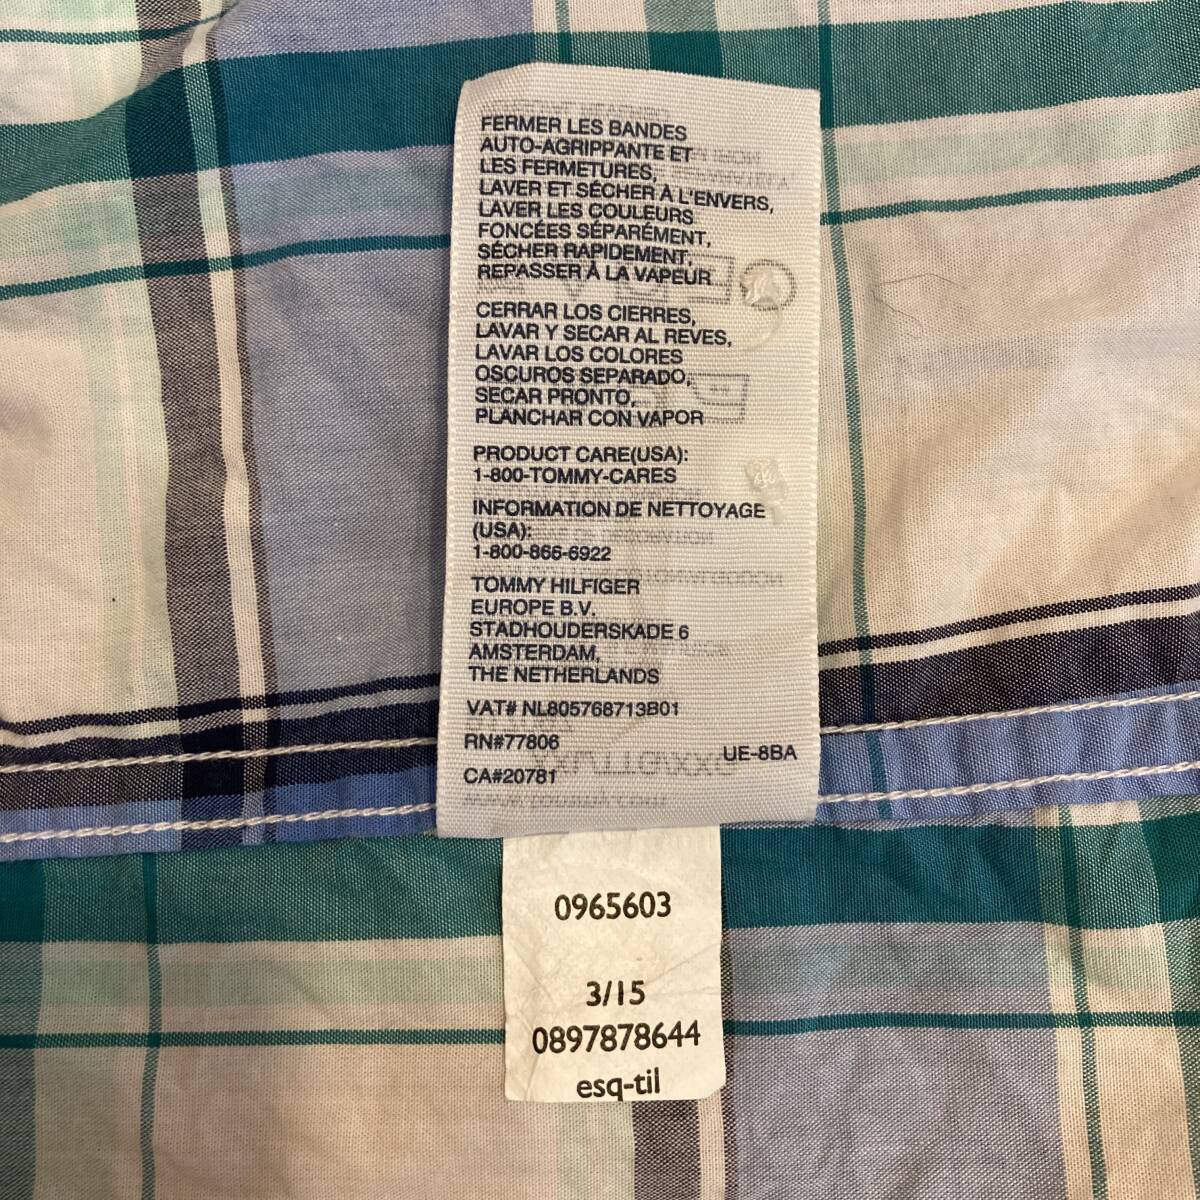 FERMER LES BANDES
AUTO-AGRIPPANTE ET
LES FERMETURES,
LAVER ET SÉCHER À L'ENVERS,
LAVER LES COULEURS
FONCÉES SÉPARÉMENT,
SÉCHER RAPIDEMENT,
REPASSER À LA VAPEUR
CERRAR LOS CIERRES,
LAVAR Y SECAR AL REVES,
LAVAR LOS COLORES
OSCUROS SEPARADO,
SECAR PRONTO,
PLANCHAR CON VAPOR
PRODUCT CARE(USA):
1-800-TOMMY-CARES
INFORMATION DE NETTOYAGE
(USA):
1-800-866-6922
TOMMY HILFIGER
EUROPE B.V.
STADHOUDERSKADE 6
AMSTERDAM,
THE NETHERLANDS
VAT# NL805768713B01
RN#77806
UE-8BA
CA#20781
0965603
3/15
0897878644
esq-til